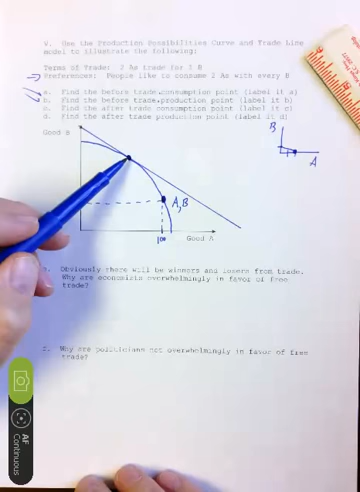 V. Use the Production Possibilities Curve and Trade Line
model to illustrate the following:
Terms of Trade: 2 As trade for 1 B
Preferences: People like to consume 2 As with every B
a. Find the before trade consumption point (label it a)
b. Find the before trade production point (label it b)
c. Find the after trade consumption point (label it c)
d. Find the after trade production point (label it d)
B
A
Good B
A, B
100
Good A
Obviously there will be winners and losers from trade.
Why are economists overwhelmingly in favor of free
trade?
f. Why are politicians not overwhelmingly in favor of free
trade?
AF
Continuous